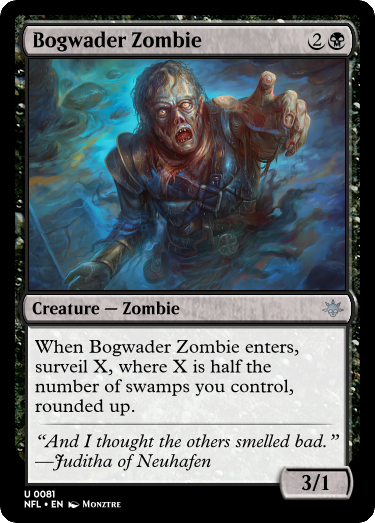 Bogwader Zombie 2
Creature — Zombie
When Bogwader Zombie enters,
surveil X, where X is half the
number of swamps you control,
rounded up.
“And I thought the others smelled bad.”
—Juditha of Neuhafen
3/1
U 0081
NFL • EN Monztre